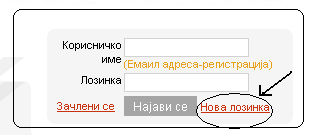 Корисничко
име
(Емаил адреса-регистрација)
Лозинка
Зачлени се Најави се Нова лозинка